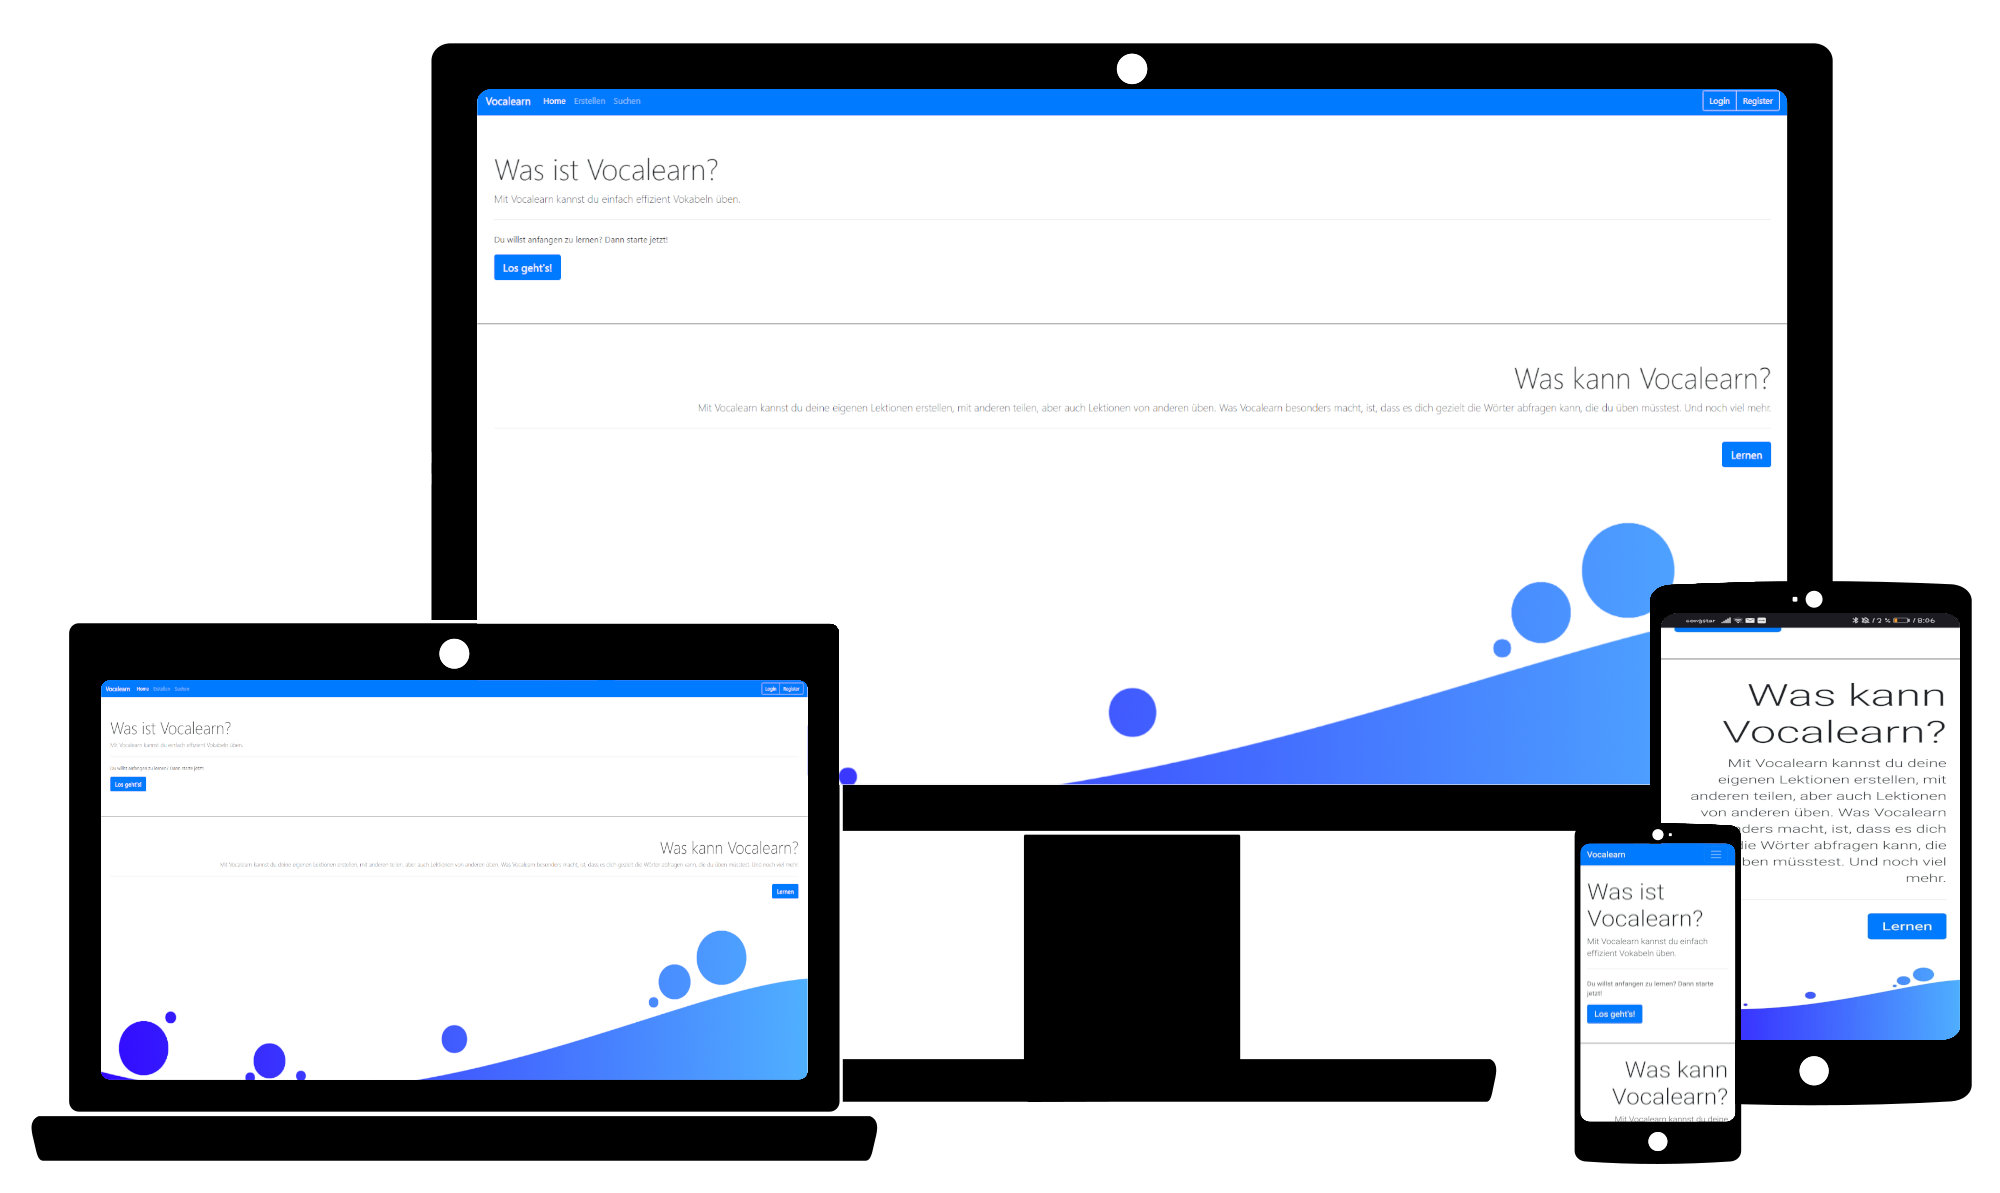 Vocalearn Home Erstellen Suchen Login Register
Was ist Vocalearn?
Mit Vocalearn kannst du einfach effizient Vokabeln üben.
Du willst anfangen zu lernen? Dann starte jetzt!
Los geht's!
Was kann Vocalearn?
Mit Vocalearn kannst du deine eigenen Lektionen erstellen, mit anderen teilen, aber auch Lektionen von anderen üben. Was Vocalearn besonders macht, ist, dass es dich gezielt die Wörter abfragen kann, die du üben müsstest. Und noch viel mehr.
Lernen
Vocalearn Home Erstellen Suchen Login Register
Was ist Vocalearn?
Mit Vocalearn kannst du einfach effizient Vokabeln üben.
Du willst anfangen zu lernen? Dann starte jetzt!
Los geht's!
Was kann Vocalearn?
Mit Vocalearn kannst du deine eigenen Lektionen erstellen, mit anderen teilen, aber auch Lektionen von anderen üben. Was Vocalearn besonders macht, ist, dass es dich gezielt die Wörter abfragen kann, die du üben müsstest. Und noch viel mehr.
Lernen
congstar 12 % 18:06
Was kann
Vocalearn?
Mit Vocalearn kannst du deine
eigenen Lektionen erstellen, mit
anderen teilen, aber auch Lektionen
von anderen üben. Was Vocalearn
ders macht, ist, dass es dich
die Wörter abfragen kann, die
ben müsstest. Und noch viel
mehr.
Lernen
Vocalearn
Was ist
Vocalearn?
Mit Vocalearn kannst du einfach
effizient Vokabeln üben.
Du willst anfangen zu lernen? Dann starte
jetzt!
Los geht's!
Was kann
Vocalearn?
Mit Vocalearn kannst du deine